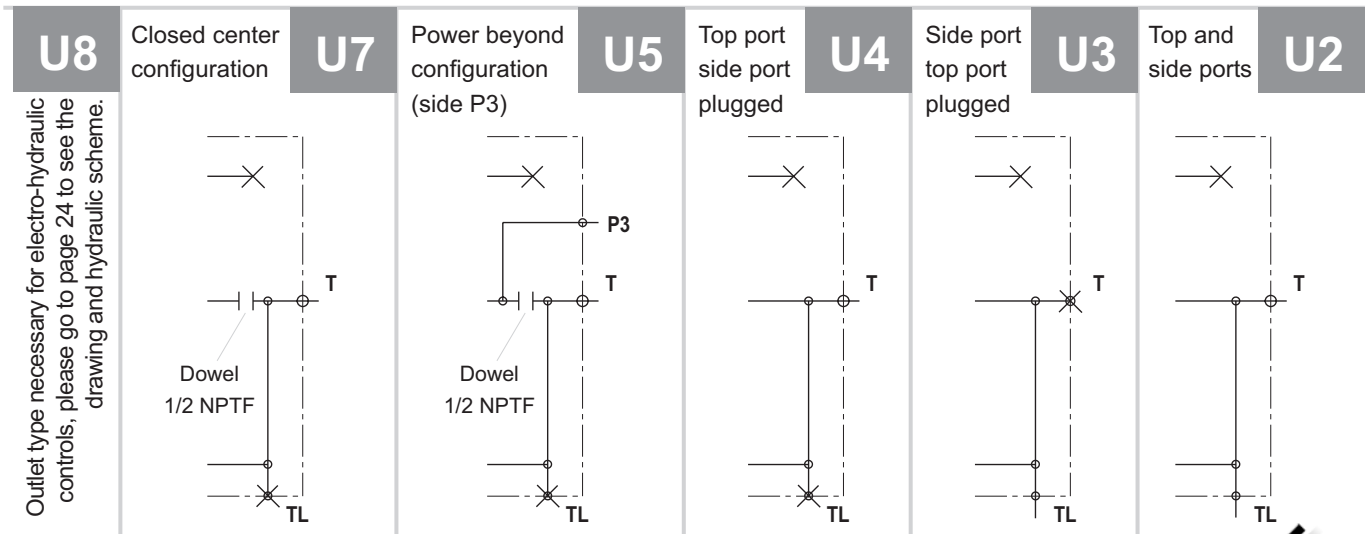 U8
Outlet type necessary for electro-hydraulic
controls, please go to page 24 to see the
drawing and hydraulic scheme.
Closed center
configuration
U7
T
Dowel
1/2 NPTF
TL
Power beyond
configuration
(side P3)
U5
P3
T
Dowel
1/2 NPTF
TL
Top port
side port
plugged
U4
T
TL
Side port
top port
plugged
U3
T
TL
Top and
side ports
U2
T
TL